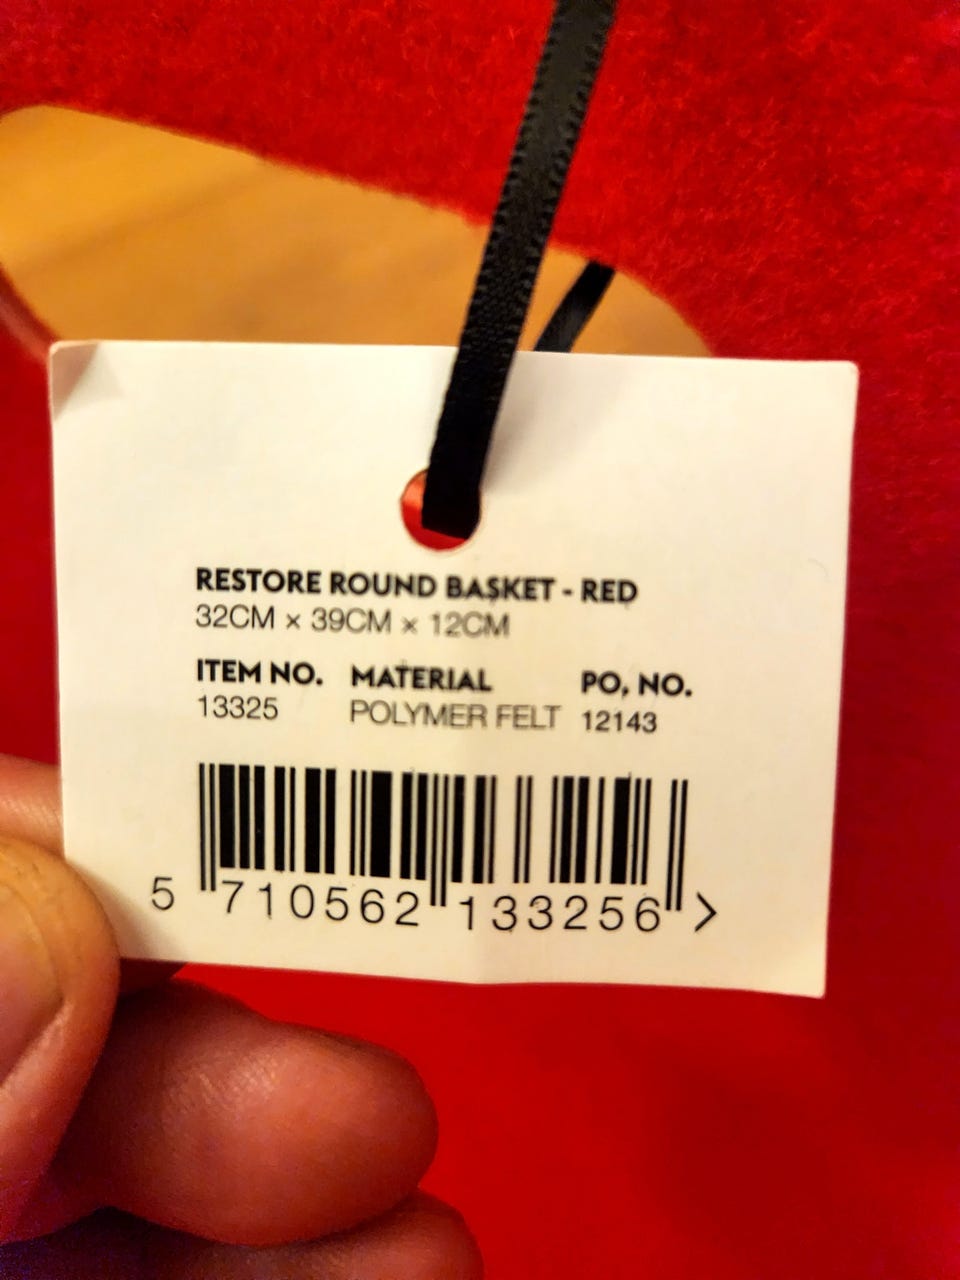 RESTORE ROUND BASKET - RED
32CM × 39CM × 12CM
ITEM NO. MATERIAL PO, NO.
13325 POLYMER FELT 12143
5 710562 133256 >